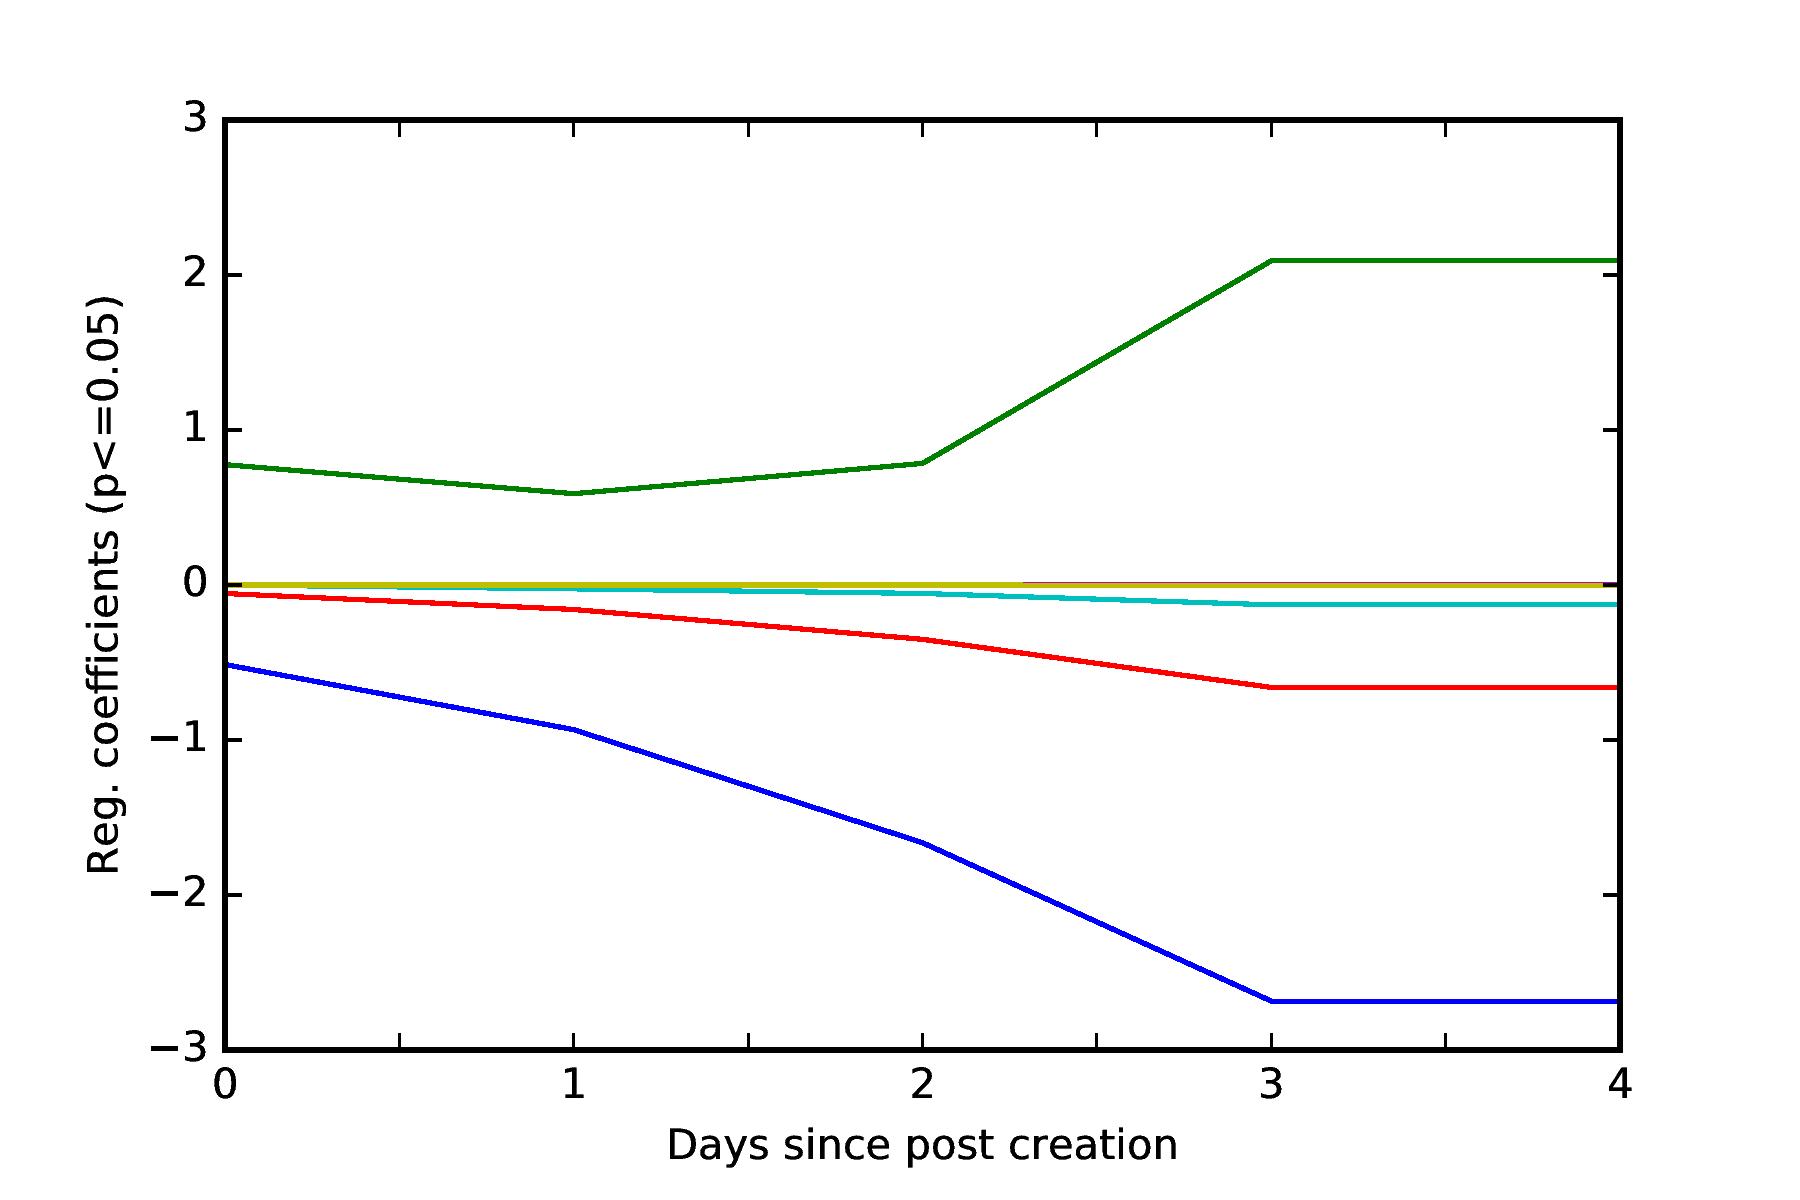 Reg. coefficients (p<=0.05)
3
2
1
0
−1
−2
−3
0 1 2 3 4
Days since post creation